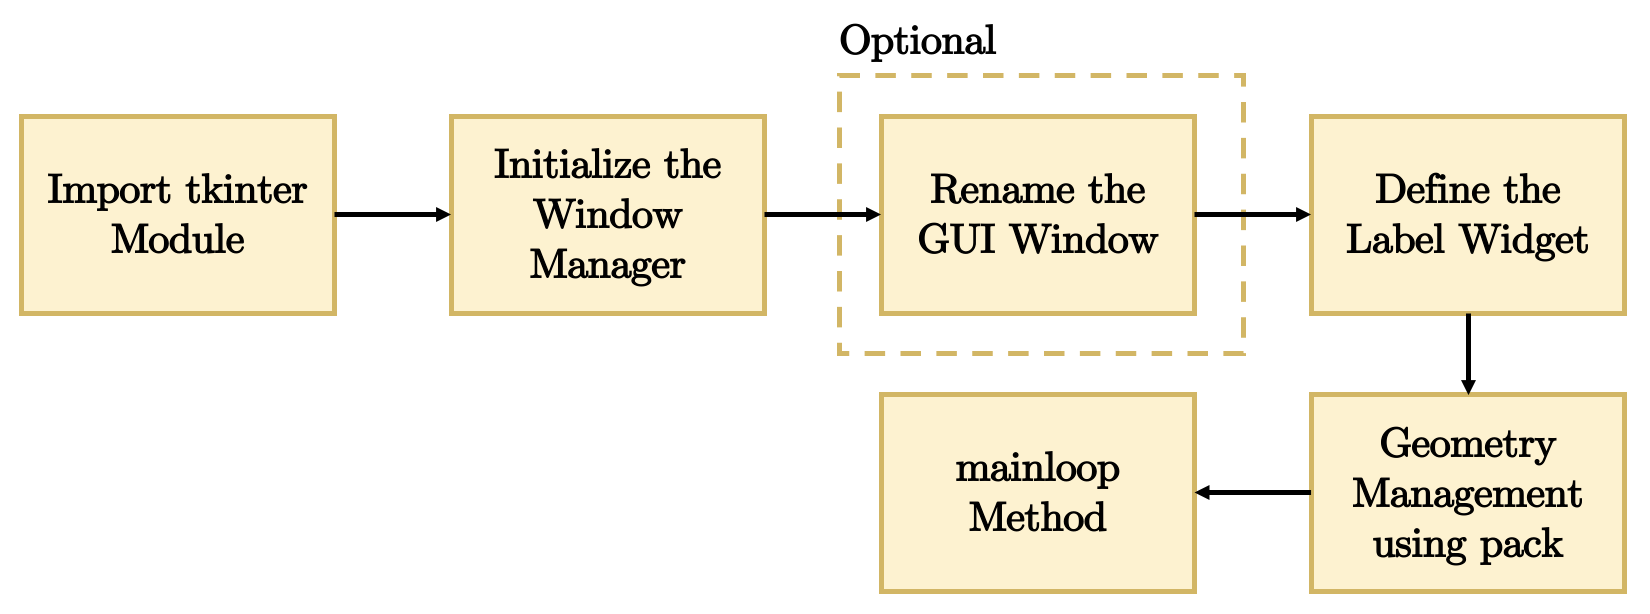 Optional
Import tkinter
Module
Initialize the
Window
Manager
Rename the
GUI Window
Define the
Label Widget
Geometry
Management
using pack
mainloop
Method